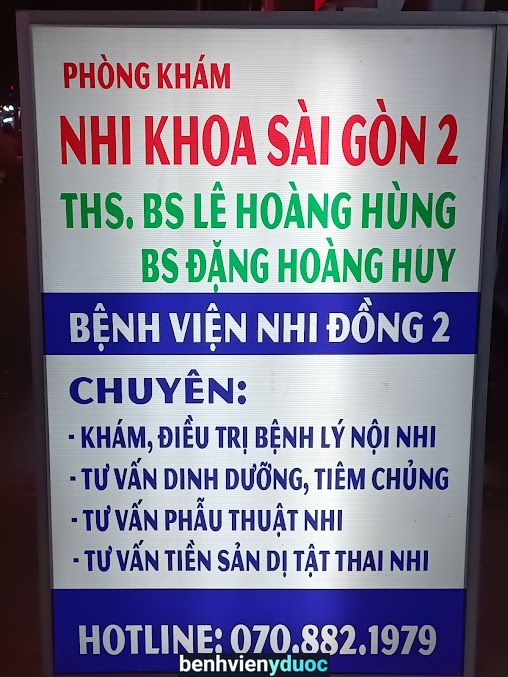 PHÒNG KHÁM
NHI KHOA SÀI GÒN 2
THS. BS LÊ HOÀNG HÙNG
BS ĐẶNG HOÀNG HUY
BỆNH VIỆN NHI ĐỒNG 2
CHUYÊN:
- KHÁM, ĐIỀU TRỊ BỆNH LÝ NỘI NHI
- TƯ VẤN DINH DƯỠNG, TIÊM CHỦNG
- TƯ VẤN PHẪU THUẬT NHI
- TƯ VẤN TIỀN SẢN DỊ TẬT THAI NHI
HOTLINE: 070.882.1979
benhvienyduoc